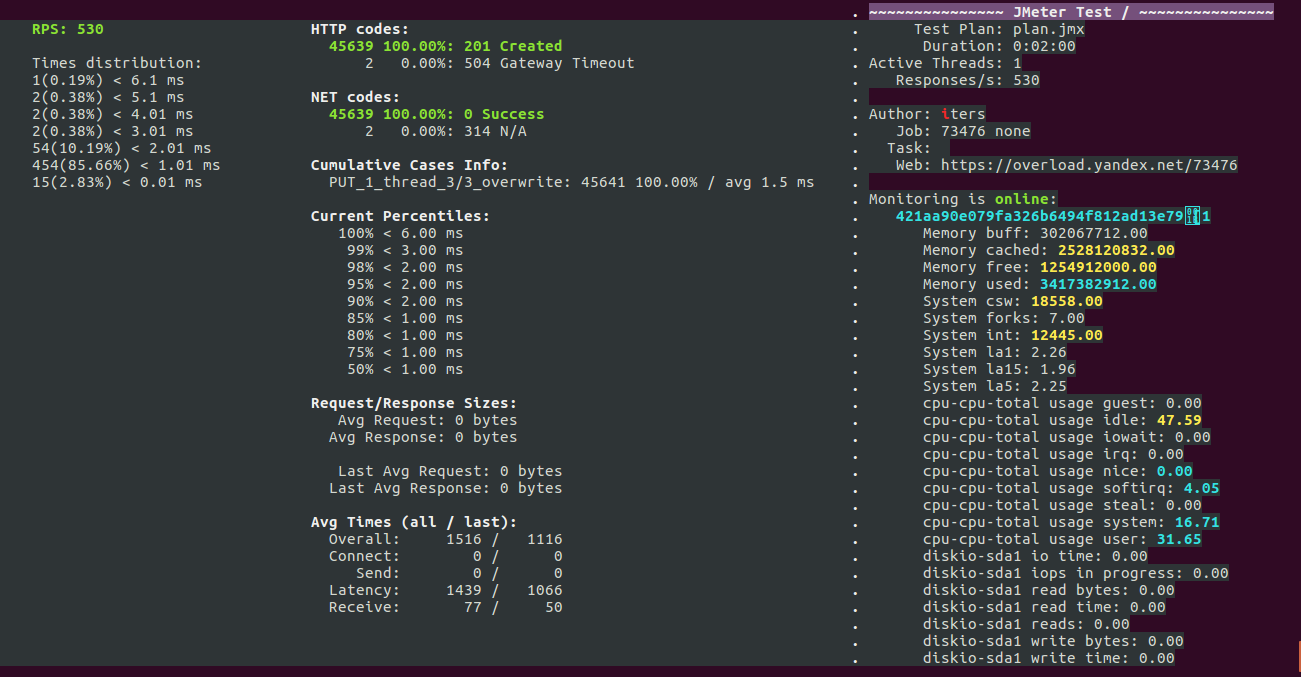 RPS: 530
Times distribution:
1(0.19%) < 6.1 ms
2(0.38%) < 5.1 ms
2(0.38%) < 4.01 ms
2(0.38%) < 3.01 ms
54(10.19%) < 2.01 ms
454(85.66%) < 1.01 ms
15(2.83%) < 0.01 ms
HTTP codes:
45639 100.00%: 201 Created
2 0.00%: 504 Gateway Timeout
NET codes:
45639 100.00%: 0 Success
2 0.00%: 314 N/A
Cumulative Cases Info:
PUT_1_thread_3/3_overwrite: 45641 100.00% / avg 1.5 ms
Current Percentiles:
100% < 6.00 ms
99% < 3.00 ms
98% < 2.00 ms
95% < 2.00 ms
90% < 2.00 ms
85% < 1.00 ms
80% < 1.00 ms
75% < 1.00 ms
50% < 1.00 ms
Request/Response Sizes:
Avg Request: 0 bytes
Avg Response: 0 bytes
Last Avg Request: 0 bytes
Last Avg Response: 0 bytes
Avg Times (all / last):
Overall: 1516 / 1116
Connect: 0 / 0
Send: 0 / 0
Latency: 1439 / 1066
Receive: 77 / 50
~~~~~~~~~~~~~~~ JMeter Test / ~~~~~~~~~~~~~~~
Test Plan: plan.jmx
Duration: 0:02:00
Active Threads: 1
Responses/s: 530
Author: iters
Job: 73476 none
Task:
Web: https://overload.yandex.net/73476
Monitoring is online:
Memory buff: 302067712.00
Memory cached: 2528120832.00
Memory free: 1254912000.00
Memory used: 3417382912.00
System csw: 18558.00
System forks: 7.00
System int: 12445.00
System la1: 2.26
System la15: 1.96
System la5: 2.25
cpu-cpu-total usage guest: 0.00
cpu-cpu-total usage idle: 47.59
cpu-cpu-total usage iowait: 0.00
cpu-cpu-total usage irq: 0.00
cpu-cpu-total usage nice: 0.00
cpu-cpu-total usage softirq: 4.05
cpu-cpu-total usage steal: 0.00
cpu-cpu-total usage system: 16.71
cpu-cpu-total usage user: 31.65
diskio-sda1 io time: 0.00
diskio-sda1 iops in progress: 0.00
diskio-sda1 read bytes: 0.00
diskio-sda1 read time: 0.00
diskio-sda1 reads: 0.00
diskio-sda1 write bytes: 0.00
diskio-sda1 write time: 0.00